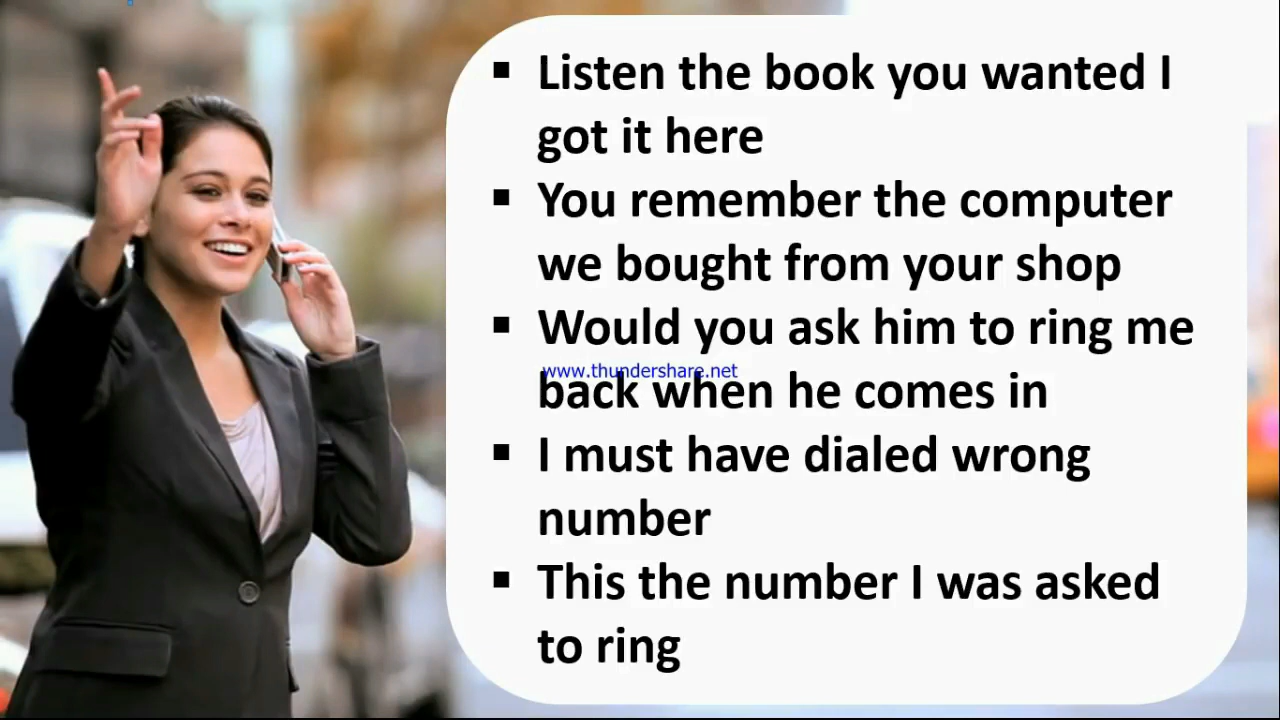 ▪ Listen the book you wanted I
got it here
▪ You remember the computer
we bought from your shop
▪ Would you ask him to ring me
www.thundershare.net
back when he comes in
▪ I must have dialed wrong
number
▪ This the number I was asked
to ring